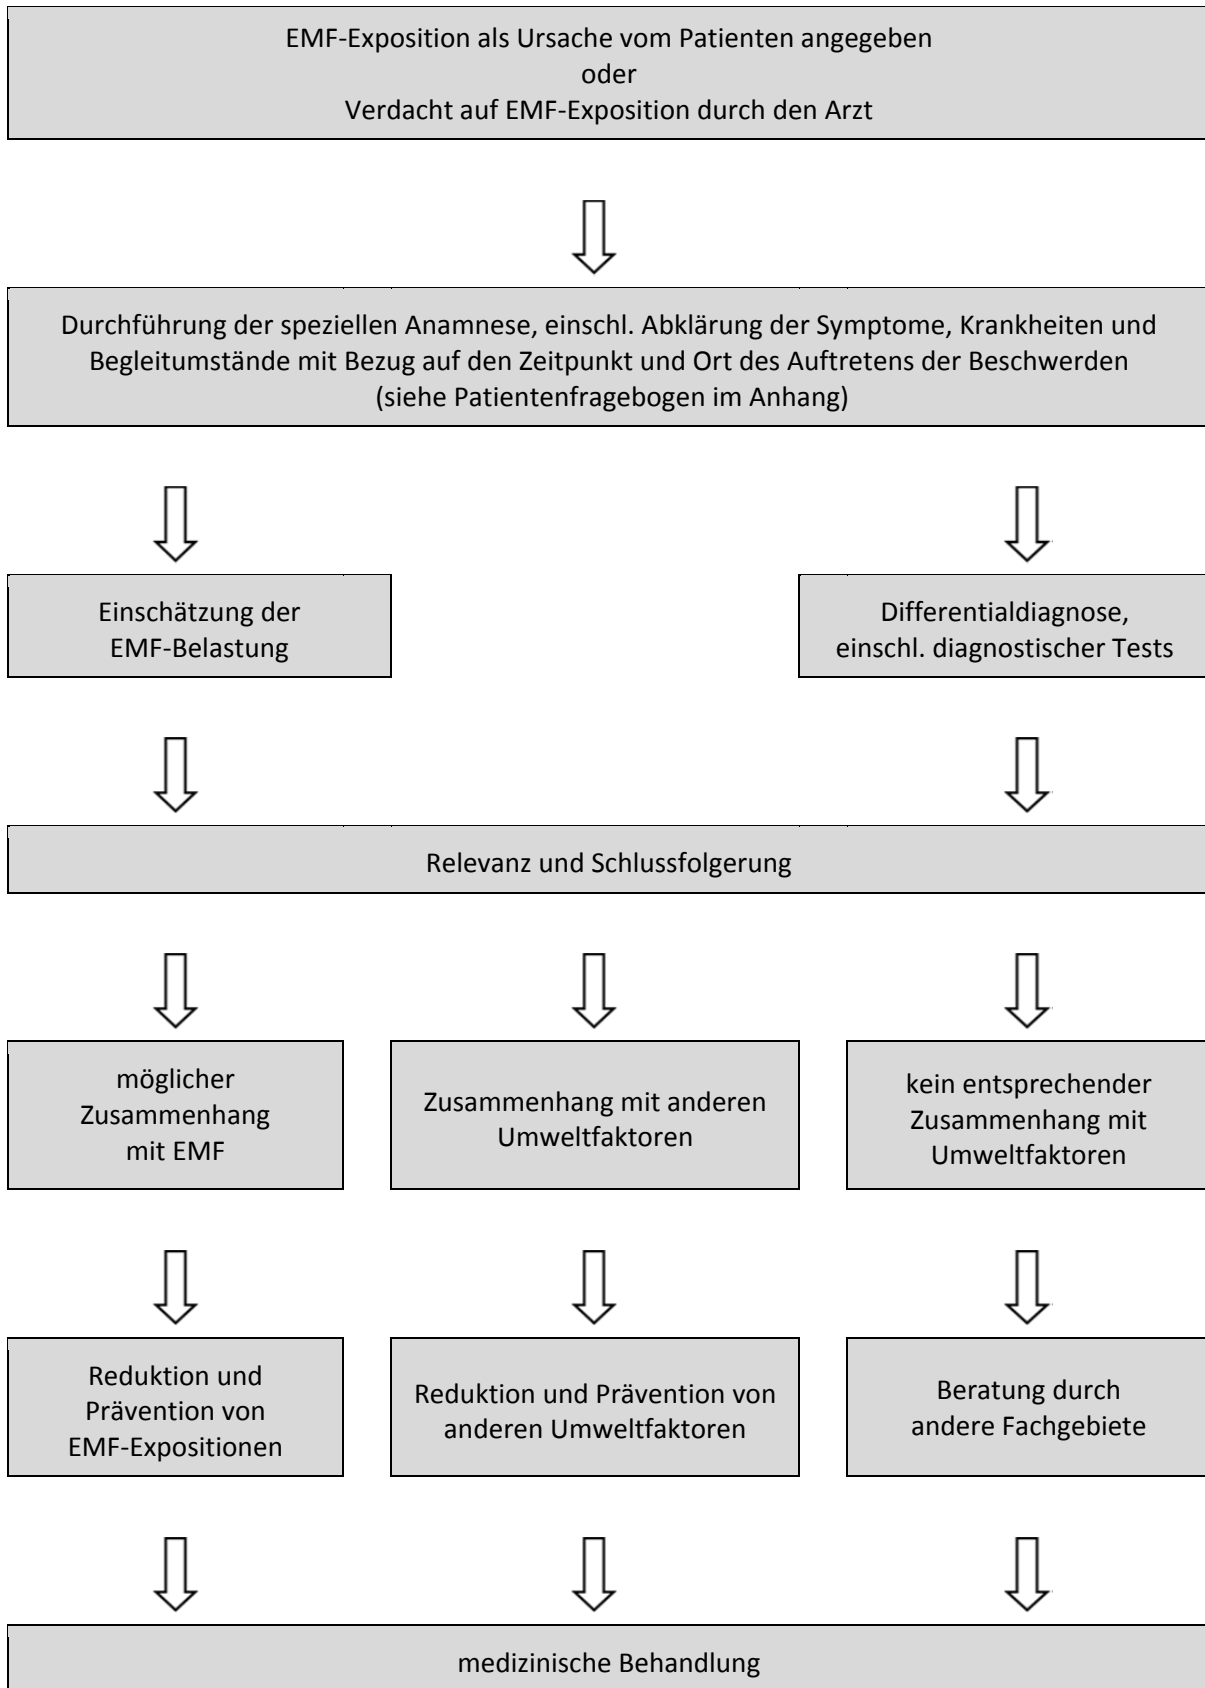 EMF-Exposition als Ursache vom Patienten angegeben
oder
Verdacht auf EMF-Exposition durch den Arzt
Durchführung der speziellen Anamnese, einschl. Abklärung der Symptome, Krankheiten und
Begleitumstände mit Bezug auf den Zeitpunkt und Ort des Auftretens der Beschwerden
(siehe Patientenfragebogen im Anhang)
Einschätzung der
EMF-Belastung
Differentialdiagnose,
einschl. diagnostischer Tests
Relevanz und Schlussfolgerung
möglicher
Zusammenhang
mit EMF
Zusammenhang mit anderen
Umweltfaktoren
kein entsprechender
Zusammenhang mit
Umweltfaktoren
Reduktion und
Prävention von
EMF-Expositionen
Reduktion und Prävention von
anderen Umweltfaktoren
Beratung durch
andere Fachgebiete
medizinische Behandlung